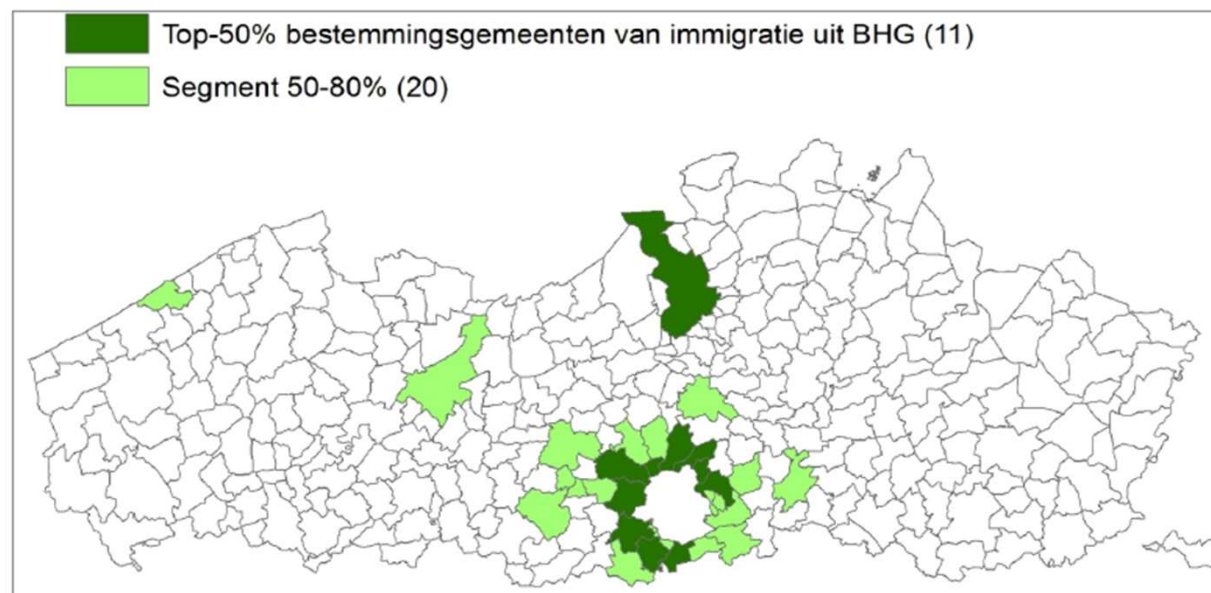 Top-50% bestemmingsgemeenten van immigratie uit BHG (11)
Segment 50-80% (20)